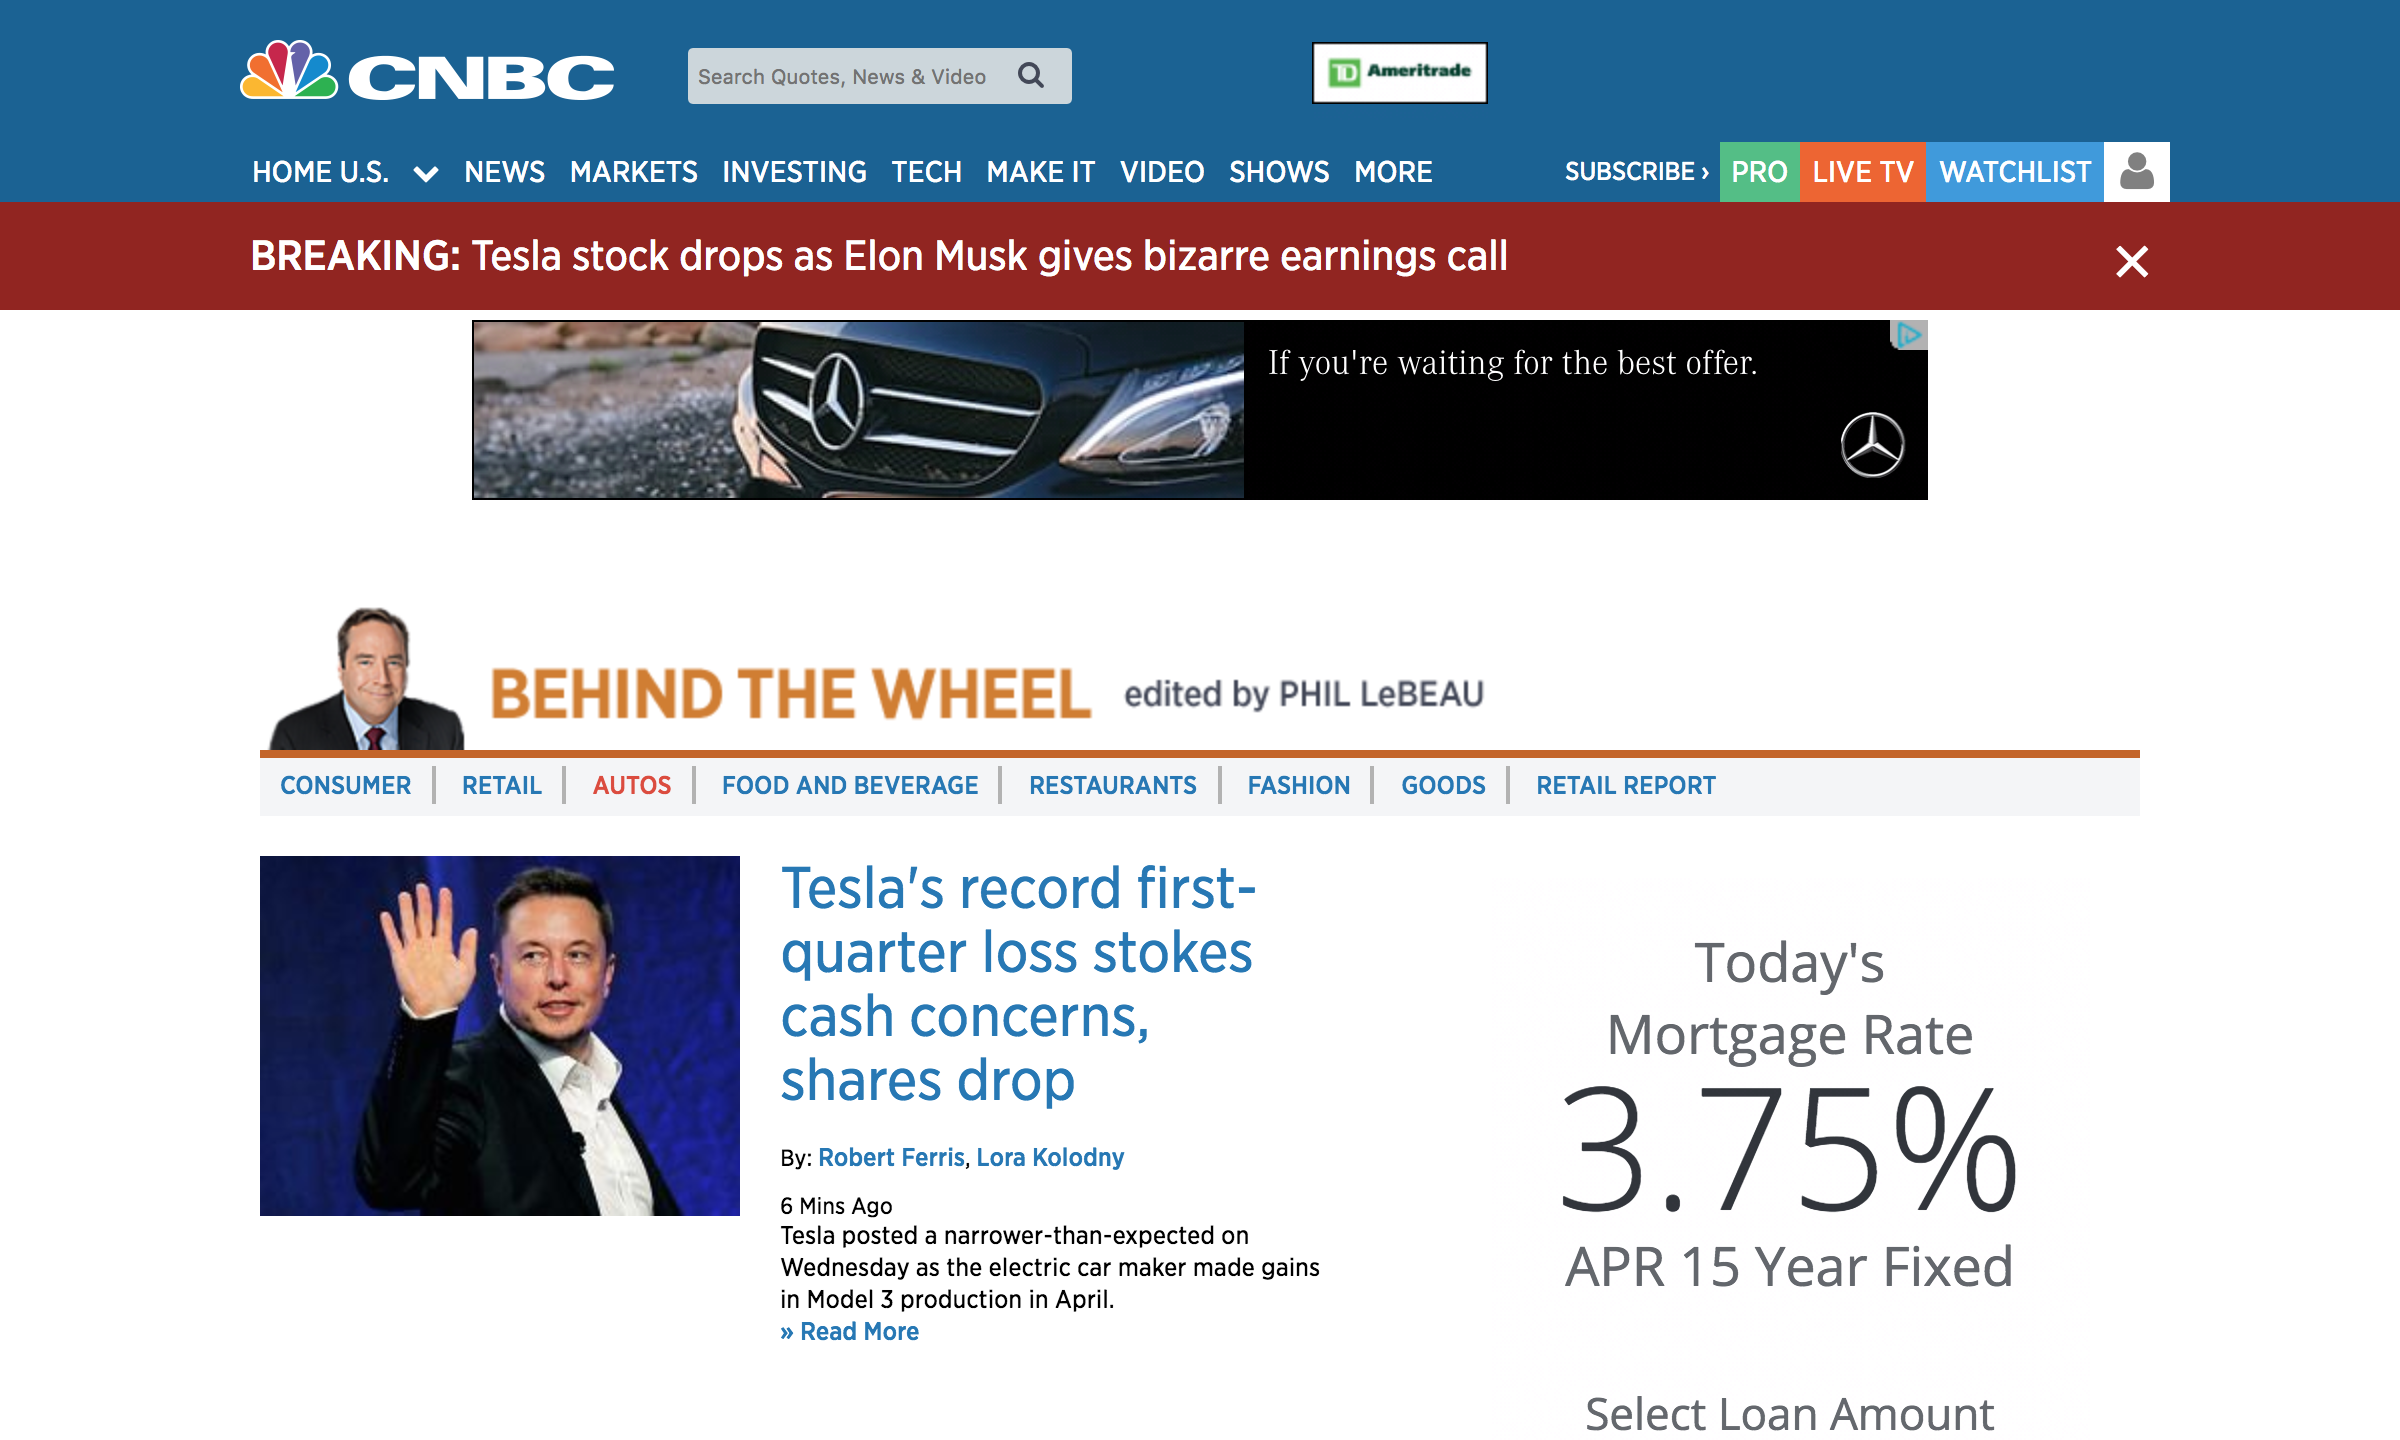 CNBC
Search Quotes, News & Video
TD Ameritrade
HOME U.S. NEWS MARKETS INVESTING TECH MAKE IT VIDEO SHOWS MORE SUBSCRIBE › PRO LIVE TV WATCHLIST
BREAKING: Tesla stock drops as Elon Musk gives bizarre earnings call
If you're waiting for the best offer.
BEHIND THE WHEEL edited by PHIL LeBEAU
CONSUMER RETAIL AUTOS FOOD AND BEVERAGE RESTAURANTS FASHION GOODS RETAIL REPORT
Tesla's record first-
quarter loss stokes
cash concerns,
shares drop
By: Robert Ferris, Lora Kolodny
6 Mins Ago
Tesla posted a narrower-than-expected on
Wednesday as the electric car maker made gains
in Model 3 production in April.
» Read More
Today's
Mortgage Rate
3.75%
APR 15 Year Fixed
Select Loan Amount